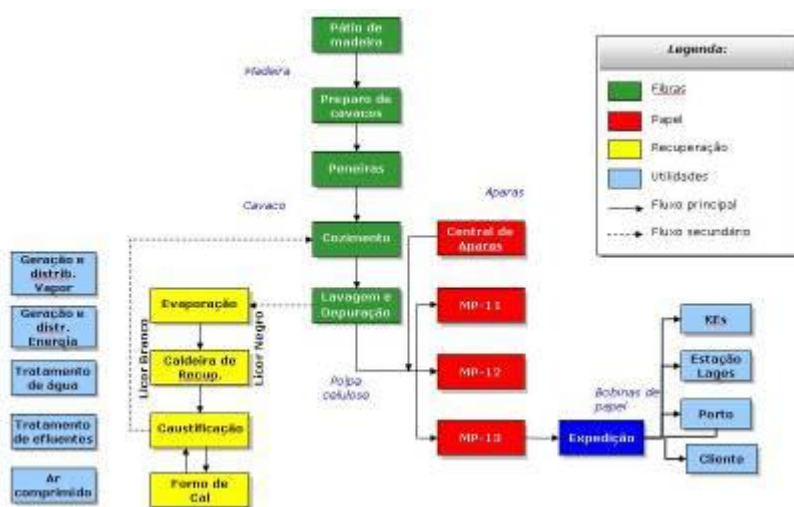 Pátio de
madeira
Madeira
Preparo de
cavacos
Peneiras
Cavaco
Cozimento
Lavagem e
Depuração
Aparas
Central de
Aparas
MP-11
MP-12
MP-13
Polpa
celulose
Evaporação
Caldeira de
Recup.
Caustificação
Forno de
Cal
Licor Branco
Licor Negro
Geração e
distrib.
Vapor
Geração e
distr.
Energia
Tratamento
de água
Tratamento
de efluentes
Ar
comprimido
Bobinas de
papel
Expedição
KEs
Estação
Lages
Porto
Cliente
Legenda:
Fibras
Papel
Recuperação
Utilidades
Fluxo principal
Fluxo secundário